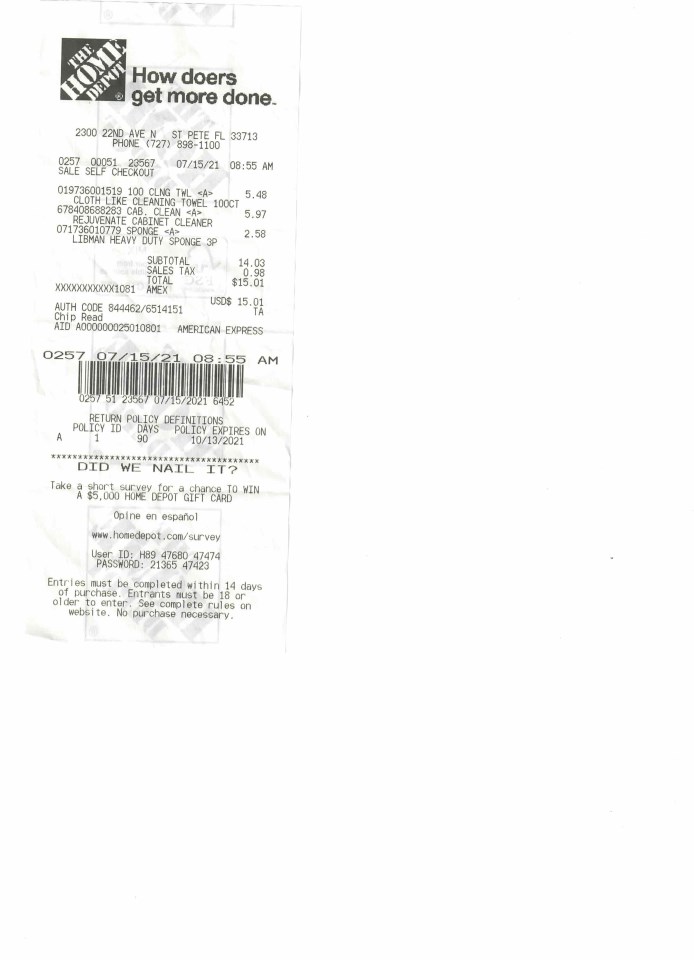 THE HOME DEPOT ®
How doers
get more done.
2300 22ND AVE N ST PETE FL 33713
PHONE (727) 898-1100
0257 00051 23567 07/15/21 08:55 AM
SALE SELF CHECKOUT
019736001519 100 CLNG TWL <A> 5.48
CLOTH LIKE CLEANING TOWEL 100CT
678408688283 CAB. CLEAN <A> 5.97
REJUVENATE CABINET CLEANER
071736010779 SPONGE <A> 2.58
LIBMAN HEAVY DUTY SPONGE 3P
SUBTOTAL 14.03
SALES TAX 0.98
TOTAL $15.01
XXXXXXXXXXX1081 AMEX
USD$ 15.01
AUTH CODE 844462/6514151 TA
Chip Read
AID A000000025010801 AMERICAN EXPRESS
0257 07/15/21 08:55 AM
0257 51 23567 07/15/2021 6452
RETURN POLICY DEFINITIONS
POLICY ID DAYS POLICY EXPIRES ON
A 1 90 10/13/2021
****************************************
DID WE NAIL IT?
Take a short survey for a chance TO WIN
A $5,000 HOME DEPOT GIFT CARD
Opine en español
www.homedepot.com/survey
User ID: H89 47680 47474
PASSWORD: 21365 47423
Entries must be completed within 14 days
of purchase. Entrants must be 18 or
older to enter. See complete rules on
website. No purchase necessary.